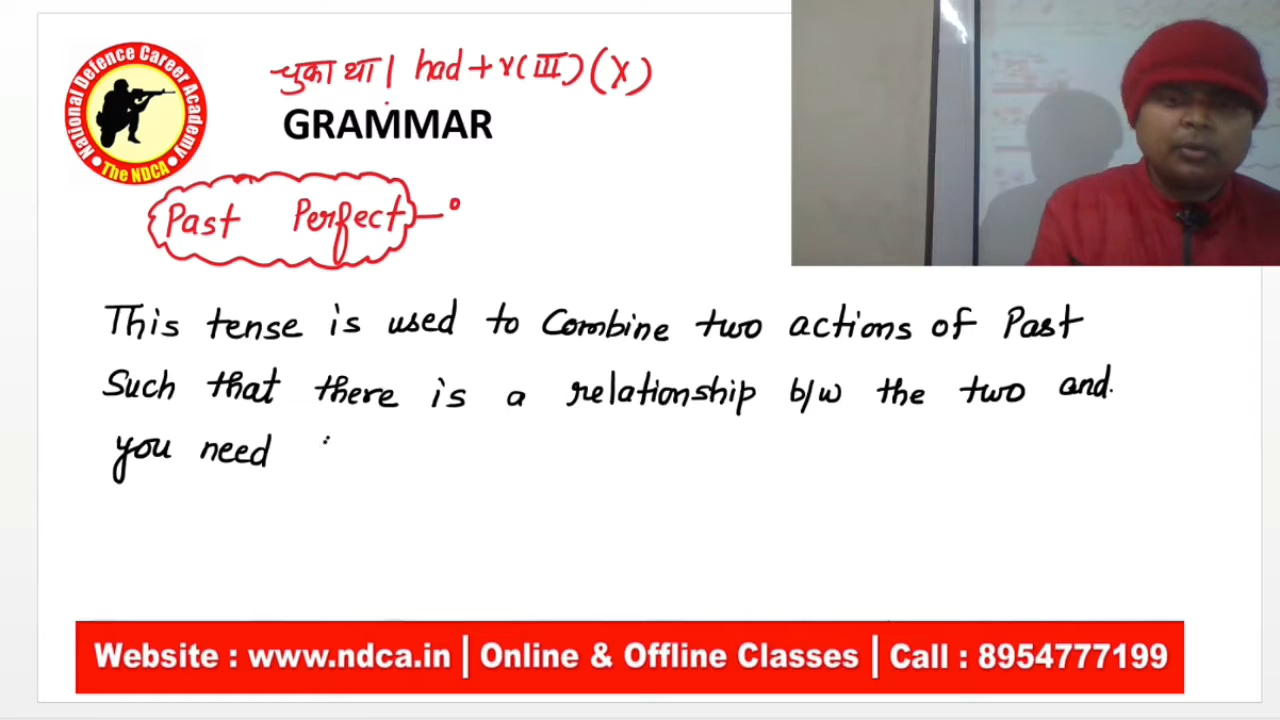 National Defence Career Academy
The NDCA
चुका था | had + V(III) (X)
GRAMMAR
Past Perfect -
This tense is used to Combine two actions of Past
Such that there is a relationship b/w the two and
you need
Website : www.ndca.in | Online & Offline Classes | Call : 8954777199